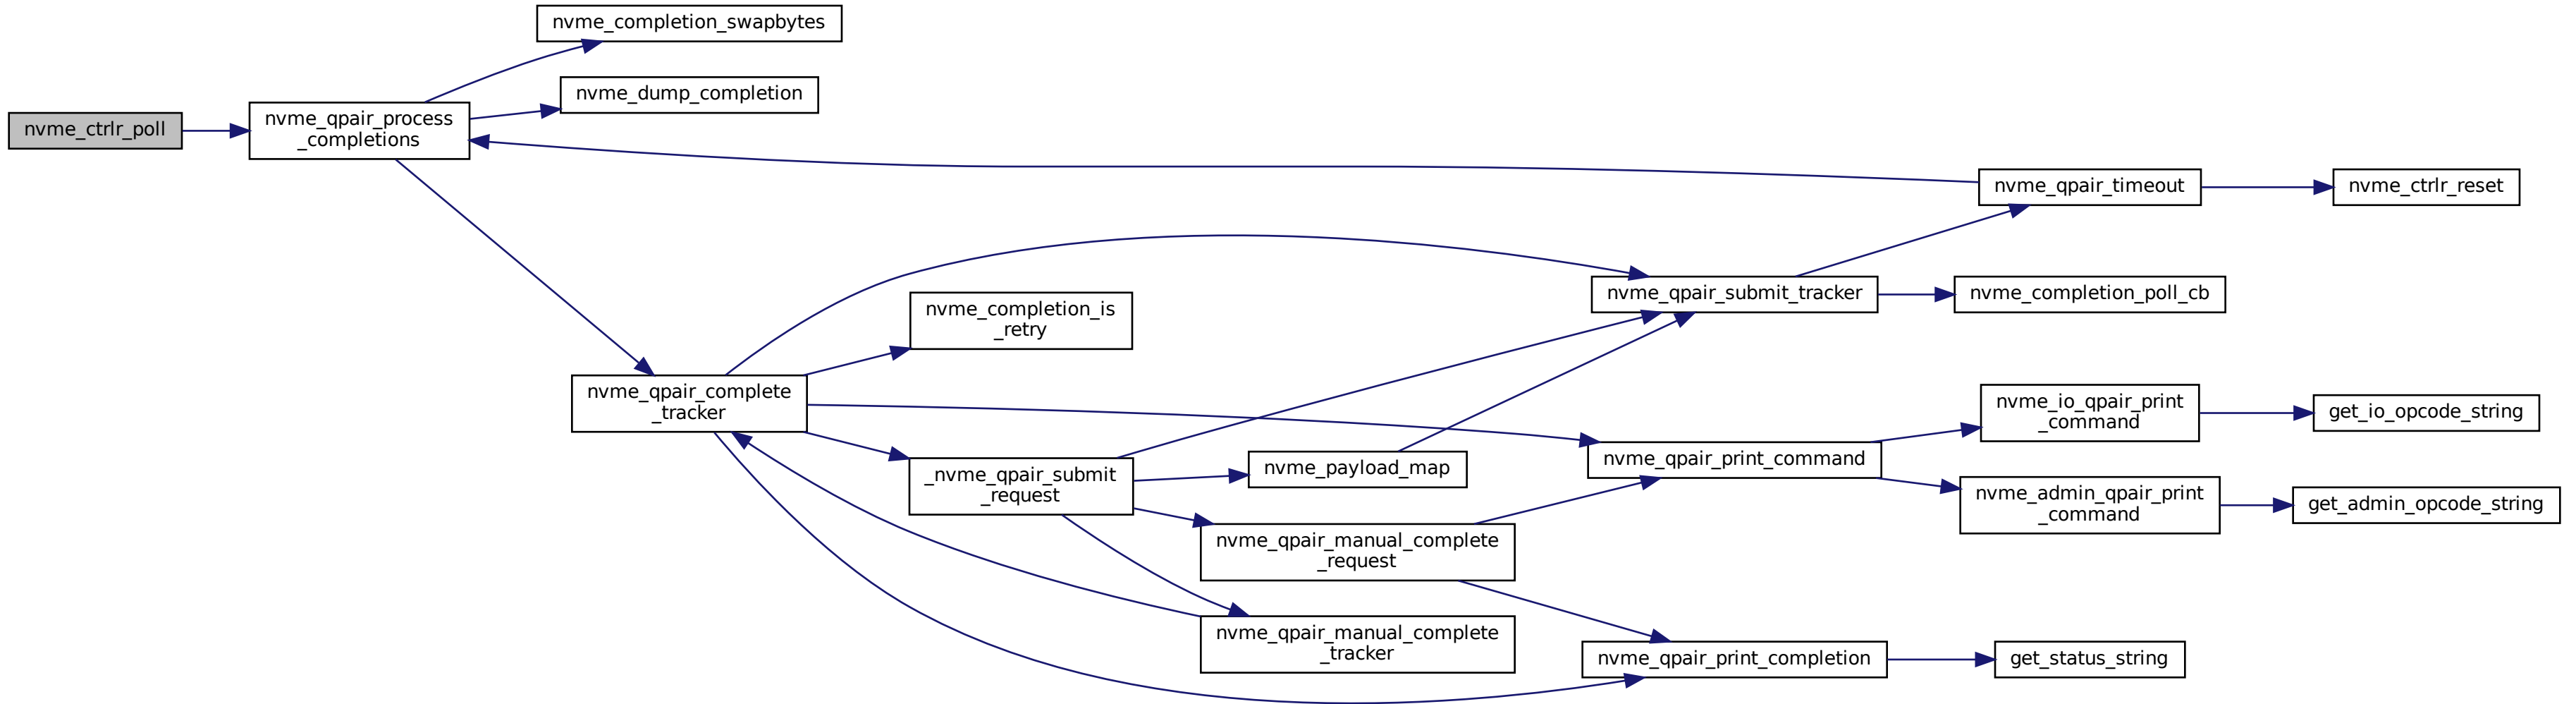 nvme_completion_swapbytes
nvme_dump_completion
nvme_ctrlr_poll
nvme_qpair_process
_completions
nvme_qpair_timeout
nvme_ctrlr_reset
nvme_qpair_submit_tracker
nvme_completion_poll_cb
nvme_completion_is
_retry
nvme_qpair_complete
_tracker
nvme_io_qpair_print
_command
get_io_opcode_string
nvme_qpair_print_command
_nvme_qpair_submit
_request
nvme_payload_map
nvme_admin_qpair_print
_command
get_admin_opcode_string
nvme_qpair_manual_complete
_request
nvme_qpair_manual_complete
_tracker
nvme_qpair_print_completion
get_status_string